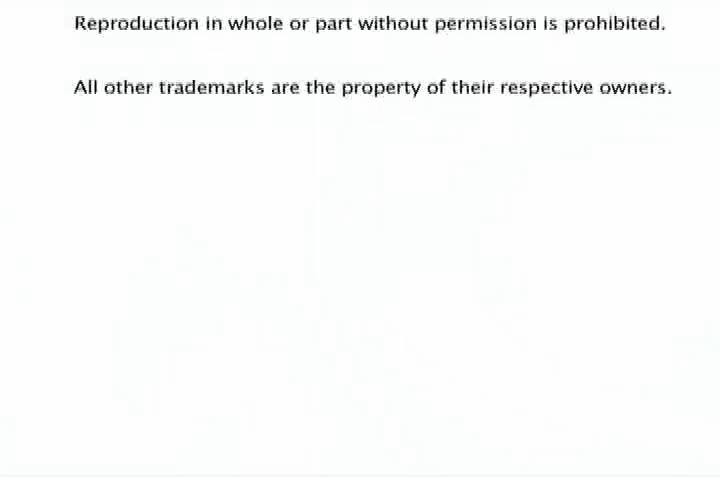 Reproduction in whole or part without permission is prohibited.
All other trademarks are the property of their respective owners.